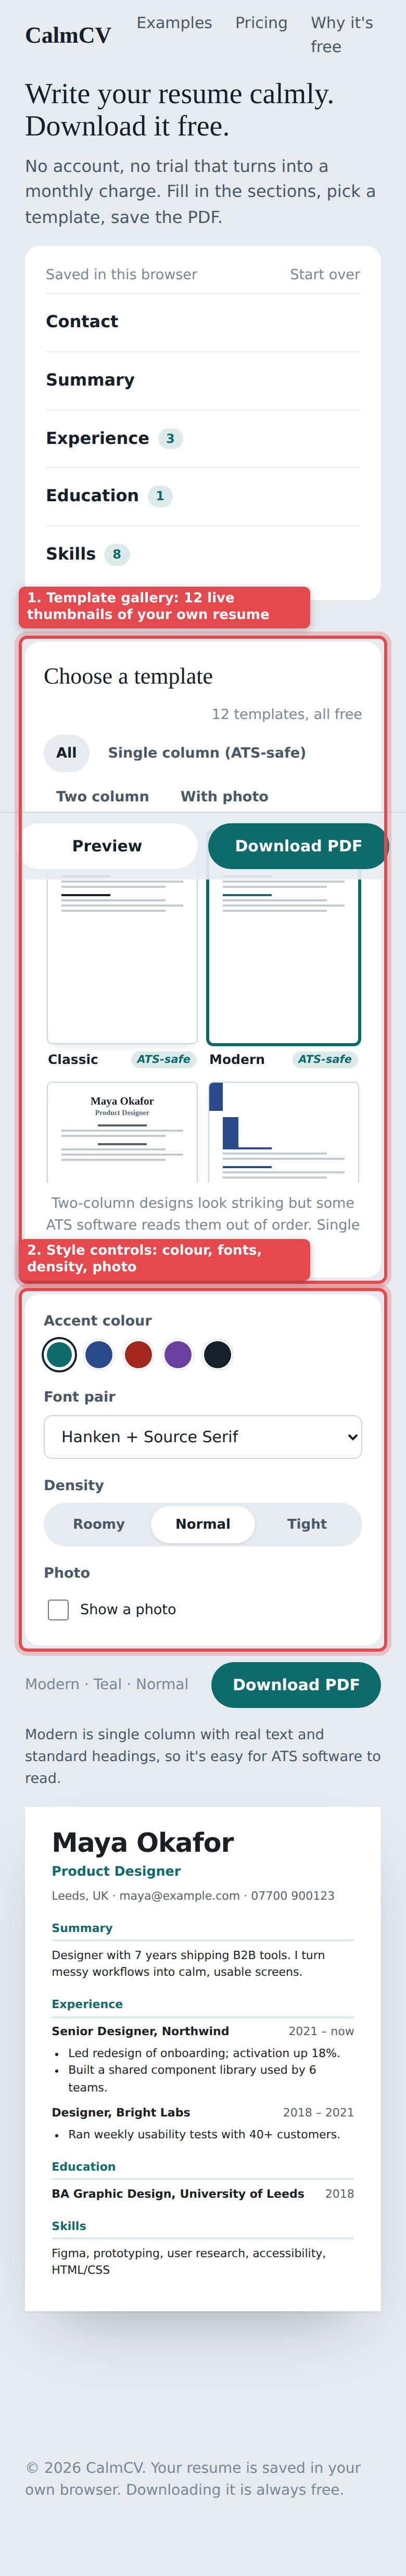 CalmCV
Examples
Pricing
Why it's
free
Write your resume calmly.
Download it free.
No account, no trial that turns into a
monthly charge. Fill in the sections, pick a
template, save the PDF.
Saved in this browser
Start over
Contact
Summary
Experience 3
Education 1
Skills 8
1. Template gallery: 12 live
thumbnails of your own resume
Choose a template
12 templates, all free
All
Single column (ATS-safe)
Two column
With photo
Preview
Download PDF
Classic
ATS-safe
Modern
ATS-safe
Maya Okafor
Product Designer
Two-column designs look striking but some
ATS software reads them out of order. Single
2. Style controls: colour, fonts,
density, photo
Accent colour
Font pair
Hanken + Source Serif
Density
Roomy
Normal
Tight
Photo
Show a photo
Modern · Teal · Normal
Download PDF
Modern is single column with real text and
standard headings, so it's easy for ATS software to
read.
Maya Okafor
Product Designer
Leeds, UK · maya@example.com · 07700 900123
Summary
Designer with 7 years shipping B2B tools. I turn
messy workflows into calm, usable screens.
Experience
Senior Designer, Northwind
2021 – now
• Led redesign of onboarding; activation up 18%.
• Built a shared component library used by 6
teams.
Designer, Bright Labs
2018 – 2021
• Ran weekly usability tests with 40+ customers.
Education
BA Graphic Design, University of Leeds
2018
Skills
Figma, prototyping, user research, accessibility,
HTML/CSS
© 2026 CalmCV. Your resume is saved in your
own browser. Downloading it is always free.